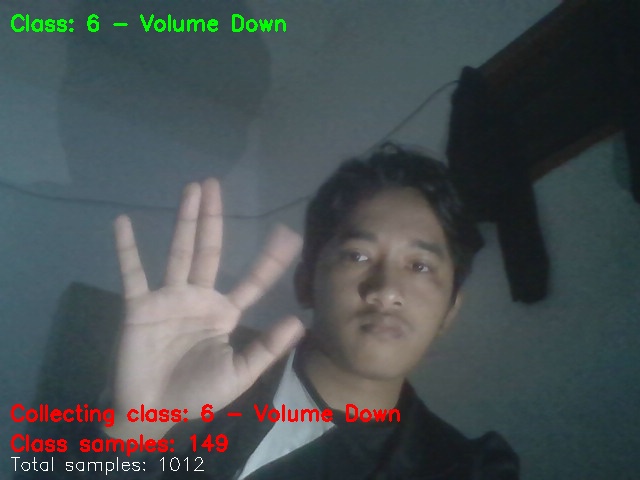 Class: 6 - Volume Down
Collecting class: 6 - Volume Down
Class samples: 149
Total samples: 1012